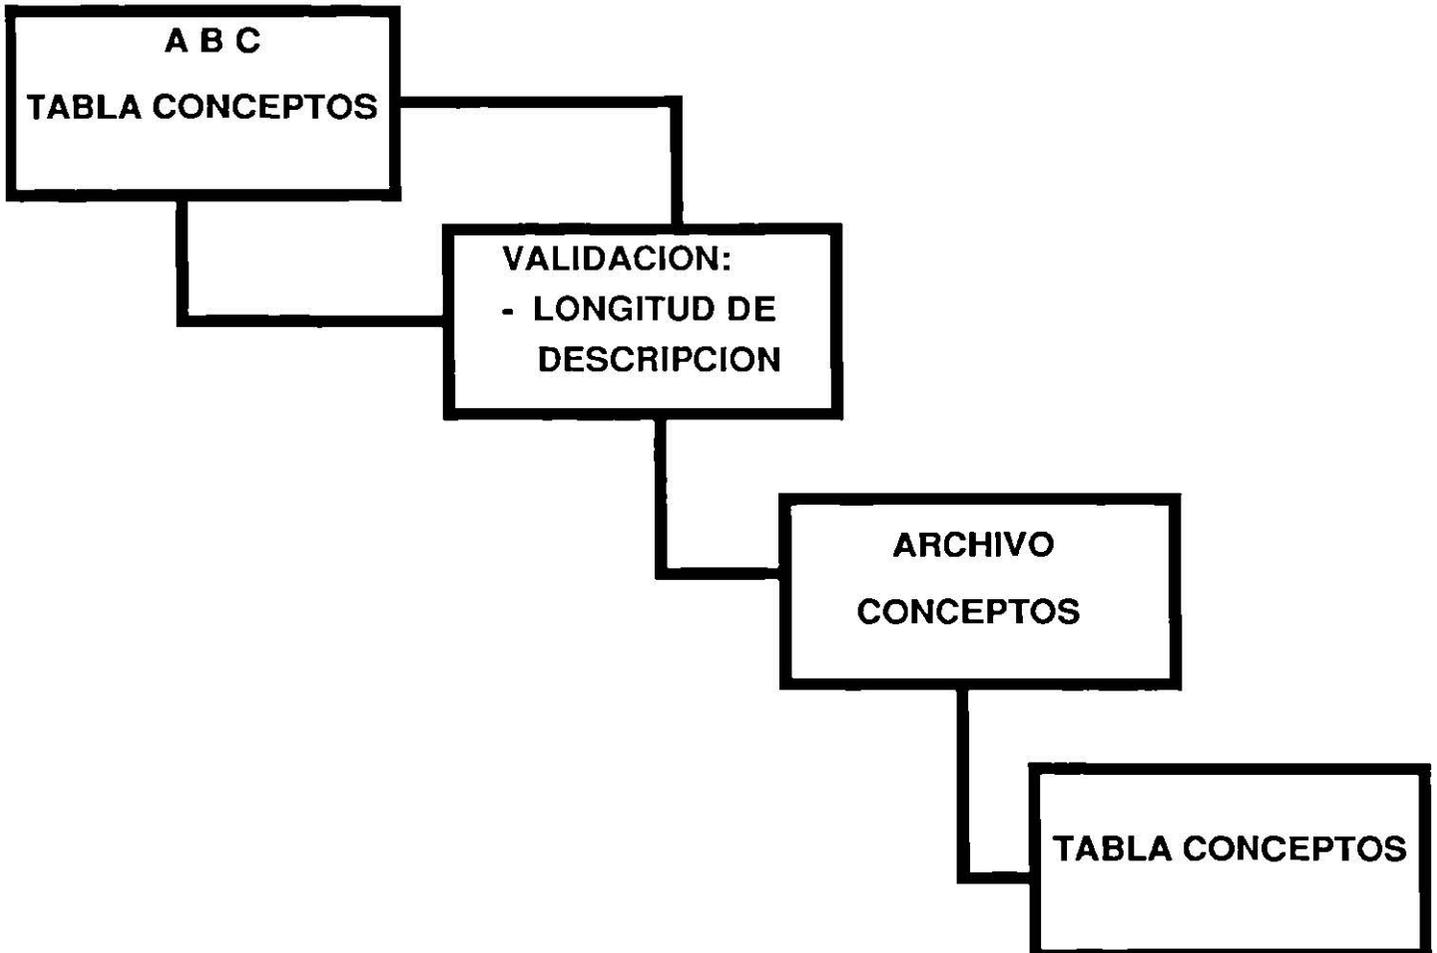 A B C
TABLA CONCEPTOS
VALIDACION:
- LONGITUD DE
DESCRIPCION
ARCHIVO
CONCEPTOS
TABLA CONCEPTOS